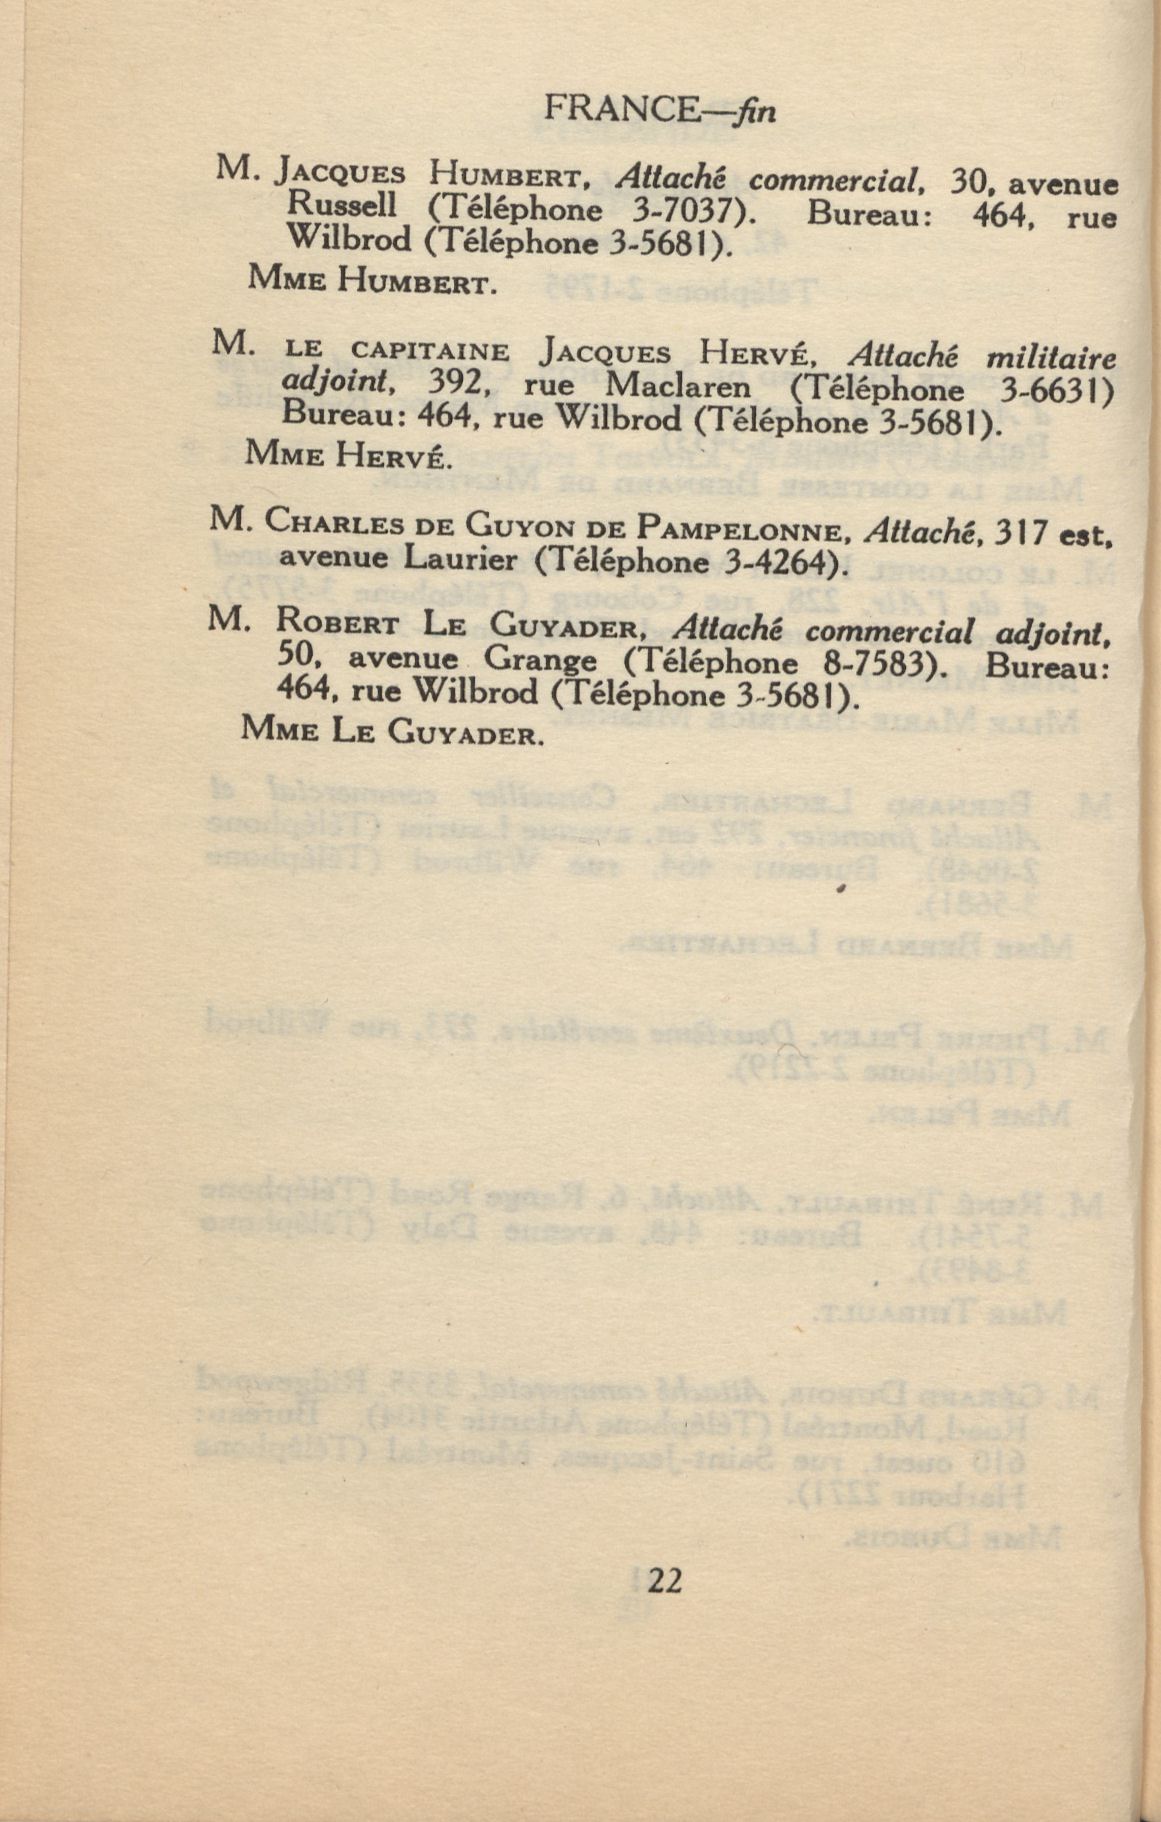 FRANCE—fin
M. JACQUES HUMBERT, Attaché commercial, 30, avenue
Russell (Téléphone 3-7037). Bureau: 464, rue
Wilbrod (Téléphone 3-5681).
MME HUMBERT.
M. LE CAPITAINE JACQUES HERVÉ, Attaché militaire
adjoint, 392, rue Maclaren (Téléphone 3-6631)
Bureau: 464, rue Wilbrod (Téléphone 3-5681).
MME HERVÉ.
M. CHARLES DE GUYON DE PAMPELONNE, Attaché, 317 est,
avenue Laurier (Téléphone 3-4264).
M. ROBERT LE GUYADER, Attaché commercial adjoint,
50, avenue Grange (Téléphone 8-7583). Bureau:
464, rue Wilbrod (Téléphone 3-5681).
MME LE GUYADER.
22